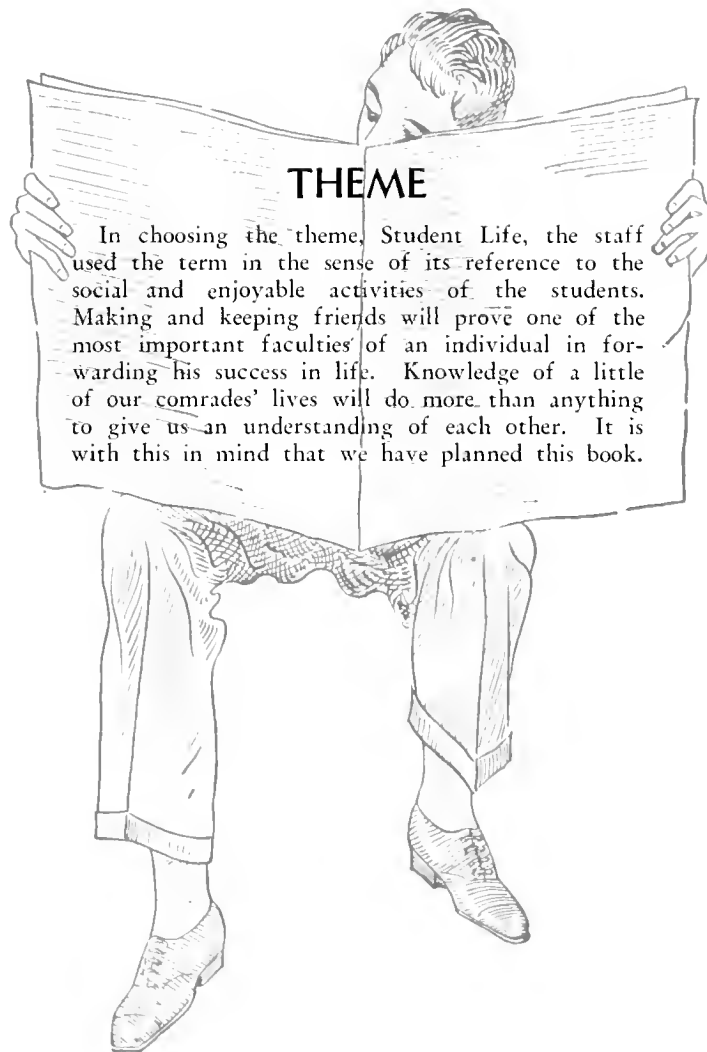 THEME
In choosing the theme, Student Life, the staff
used the term in the sense of its reference to the
social and enjoyable activities of the students.
Making and keeping friends will prove one of the
most important faculties of an individual in for-
warding his success in life. Knowledge of a little
of our comrades' lives will do more than anything
to give us an understanding of each other. It is
with this in mind that we have planned this book.